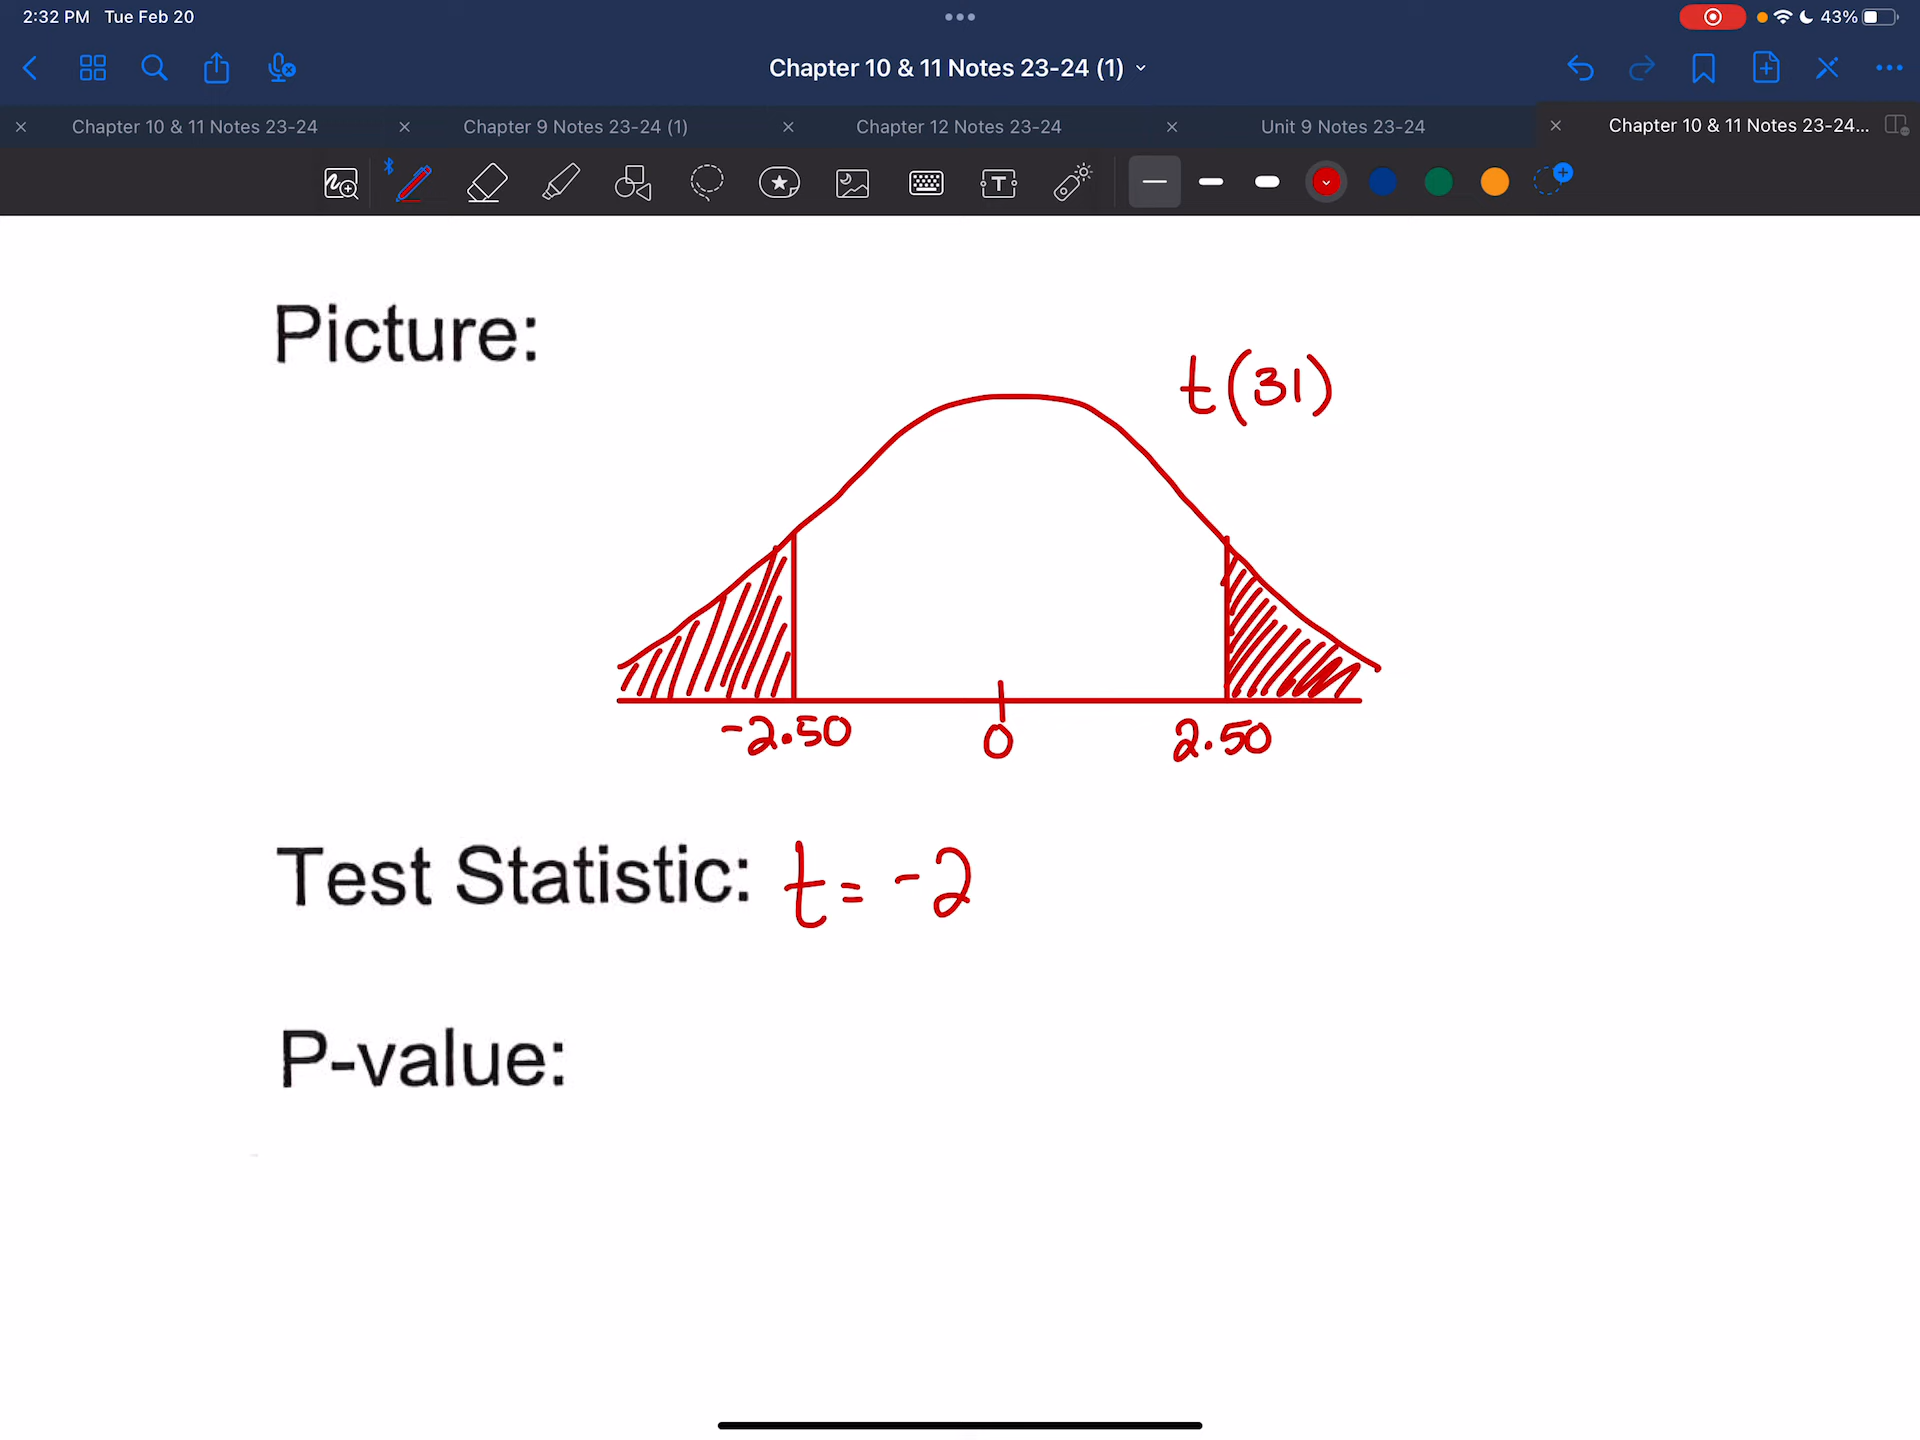 2:32 PM Tue Feb 20
43%
Chapter 10 & 11 Notes 23-24 (1)
Chapter 10 & 11 Notes 23-24
Chapter 9 Notes 23-24 (1)
Chapter 12 Notes 23-24
Unit 9 Notes 23-24
Chapter 10 & 11 Notes 23-24...
T
Picture:
t(31)
-2.50
0
2.50
Test Statistic: t = -2
P-value: